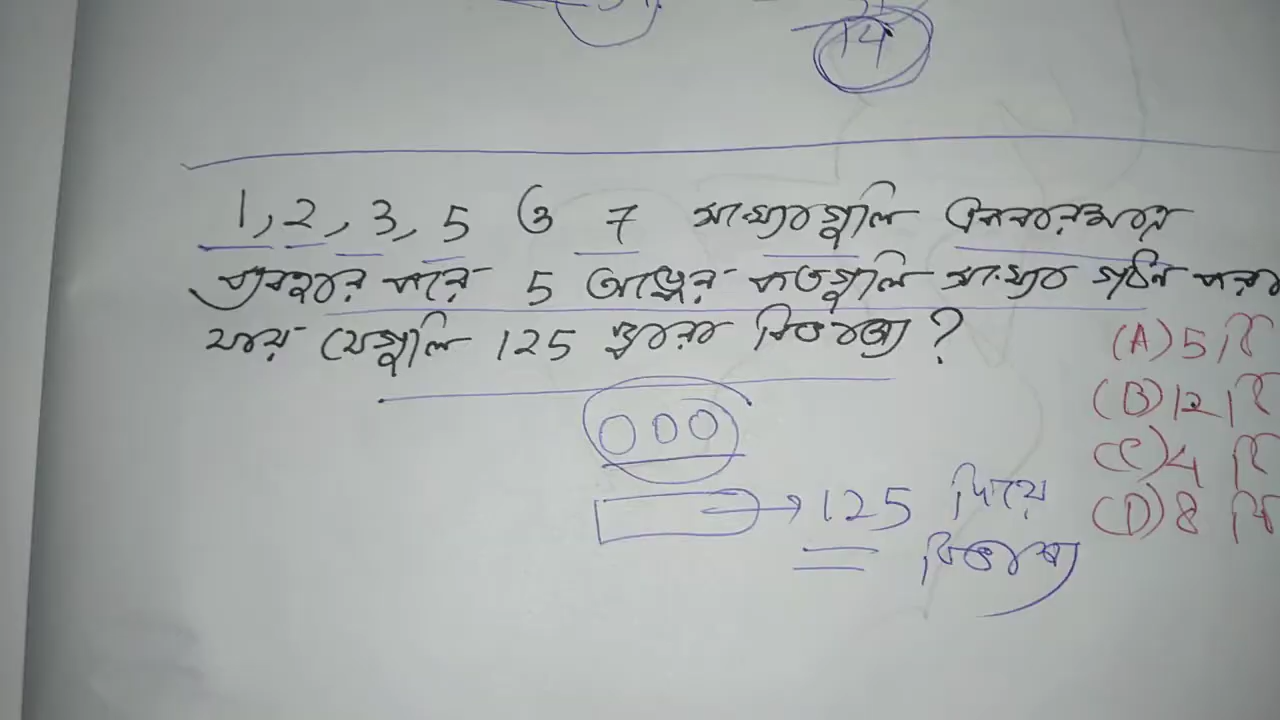 14
1, 2, 3, 5 ও 7 সংখ্যাগুলি একবারমাত্র
ব্যবহার করে 5 অঙ্কের কতগুলি সংখ্যা গঠন করা
যায় যেগুলি 125 দ্বারা বিভাজ্য ?
(A) 5 টি
(B) 12 টি
(C) 4 টি
(D) 8 টি
000
125 দিয়ে
বিভাজ্য